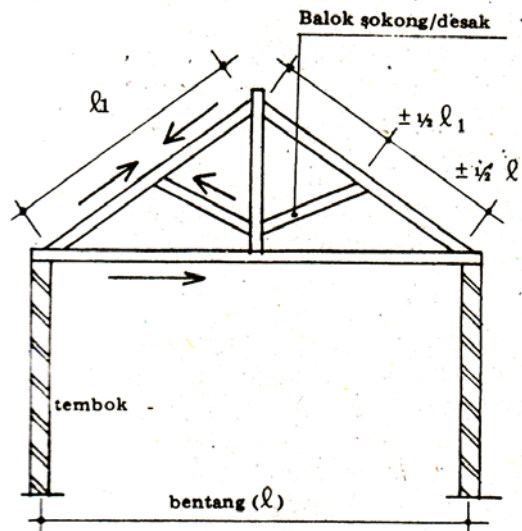 Balok sokong/desak
ℓ1
± ½ ℓ1
± ½ ℓ
tembok
bentang (ℓ)